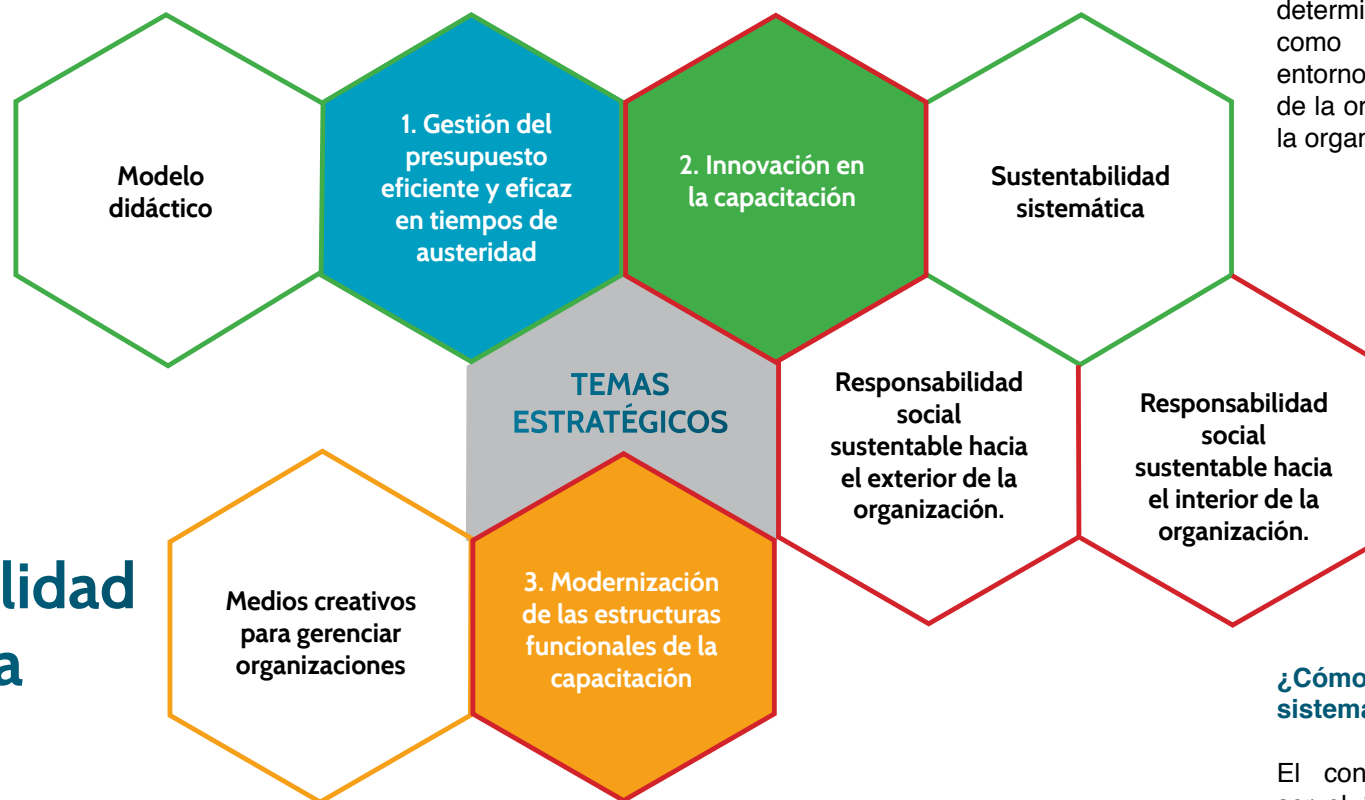 Modelo
didáctico
1. Gestión del
presupuesto
eficiente y eficaz
en tiempos de
austeridad
2. Innovación en
la capacitación
Sustentabilidad
sistemática
TEMAS
ESTRATÉGICOS
Responsabilidad
social
sustentable hacia
el exterior de la
organización.
Responsabilidad
social
sustentable hacia
el interior de la
organización.
Medios creativos
para gerenciar
organizaciones
3. Modernización
de las estructuras
funcionales de la
capacitación
lidad
a
determi
como
entorno
de la or
la organ
¿Cómo
sistema
El con